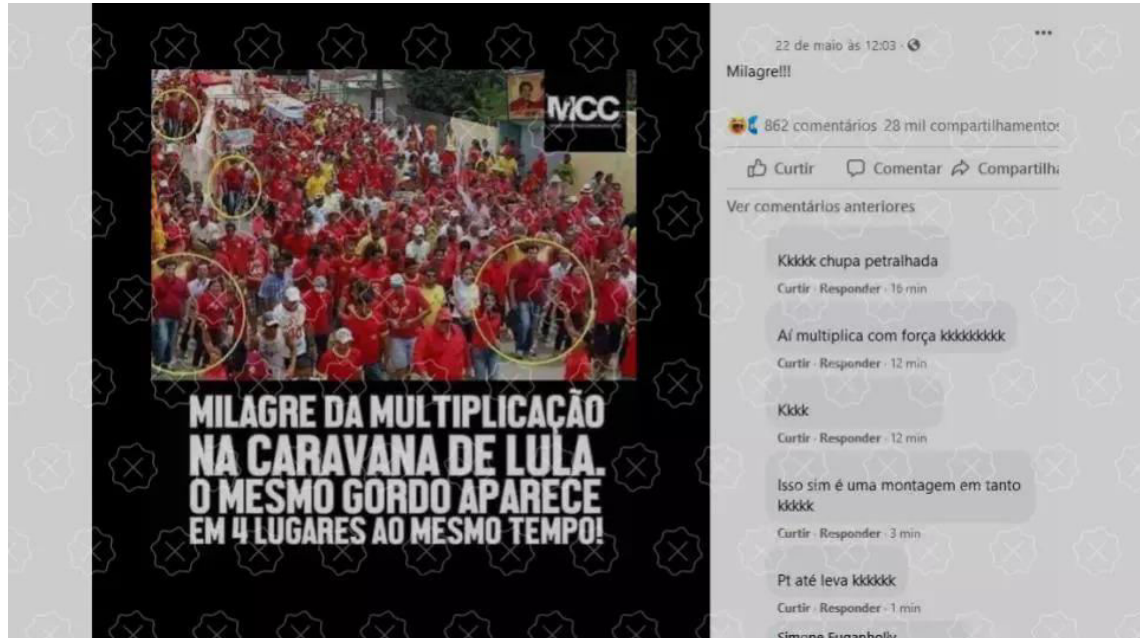 MCC
MILAGRE DA MULTIPLICAÇÃO
NA CARAVANA DE LULA.
O MESMO GORDO APARECE
EM 4 LUGARES AO MESMO TEMPO!
22 de maio às 12:03 ·
Milagre!!!
862 comentários 28 mil compartilhamentos
Curtir Comentar Compartilha
Ver comentários anteriores
Kkkkk chupa petralhada
Curtir · Responder · 16 min
Aí multiplica com força kkkkkkkkk
Curtir · Responder · 12 min
Kkkk
Curtir · Responder · 12 min
Isso sim é uma montagem em tanto
kkkkk
Curtir · Responder · 3 min
Pt até leva kkkkkk
Curtir · Responder · 1 min
Simone